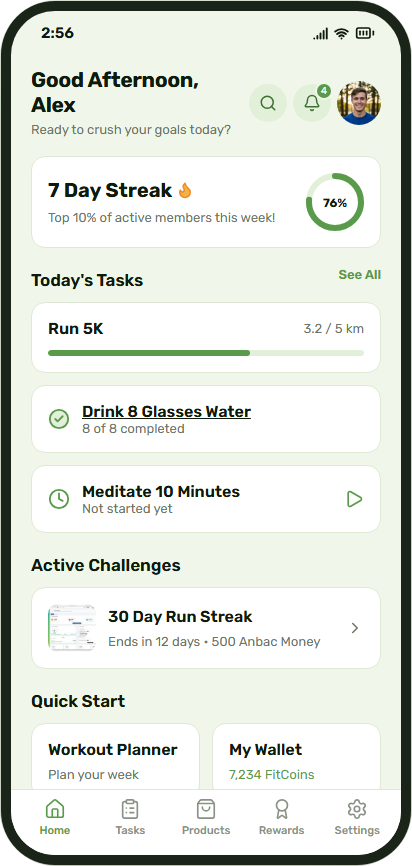 2:56
Good Afternoon,
Alex
4
Ready to crush your goals today?
7 Day Streak 🔥
Top 10% of active members this week!
76%
Today's Tasks
See All
Run 5K
3.2 / 5 km
Drink 8 Glasses Water
8 of 8 completed
Meditate 10 Minutes
Not started yet
Active Challenges
30 Day Run Streak
Ends in 12 days • 500 Anbac Money
Quick Start
Workout Planner
Plan your week
My Wallet
7,234 FitCoins
Home
Tasks
Products
Rewards
Settings